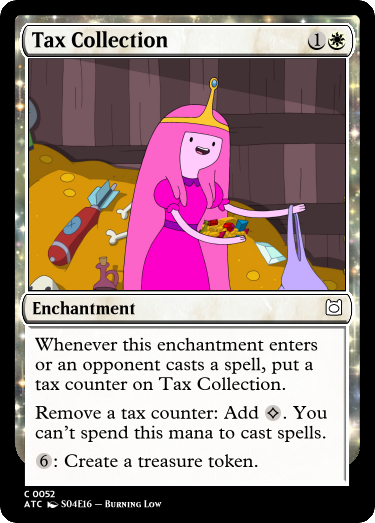 Tax Collection 1
Enchantment
Whenever this enchantment enters
or an opponent casts a spell, put a
tax counter on Tax Collection.
Remove a tax counter: Add . You
can't spend this mana to cast spells.
6: Create a treasure token.
C 0052
ATC S04E16 – Burning Low